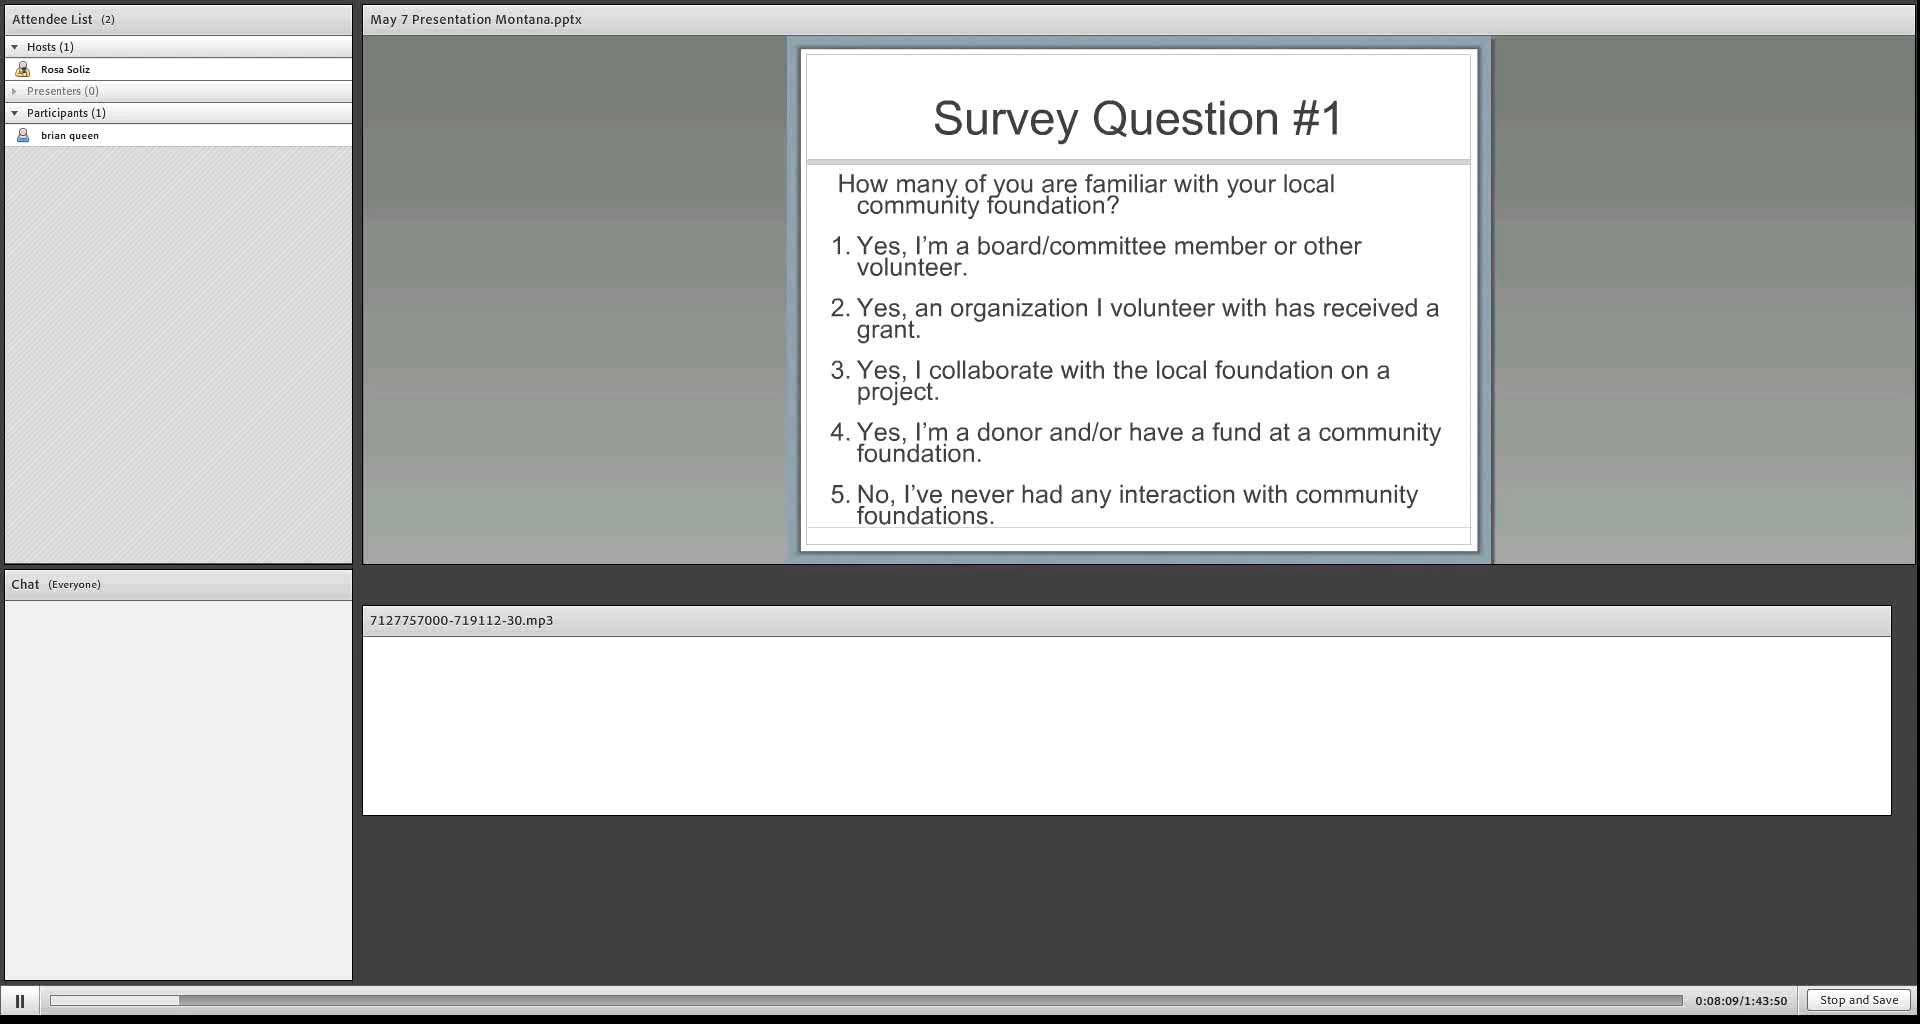 Attendee List (2)
Hosts (1)
Rosa Soliz
Presenters (0)
Participants (1)
brian queen
May 7 Presentation Montana.pptx
Survey Question #1
How many of you are familiar with your local
community foundation?
1. Yes, I’m a board/committee member or other
volunteer.
2. Yes, an organization I volunteer with has received a
grant.
3. Yes, I collaborate with the local foundation on a
project.
4. Yes, I’m a donor and/or have a fund at a community
foundation.
5. No, I’ve never had any interaction with community
foundations.
Chat (Everyone)
7127757000-719112-30.mp3
0:08:09/1:43:50
Stop and Save